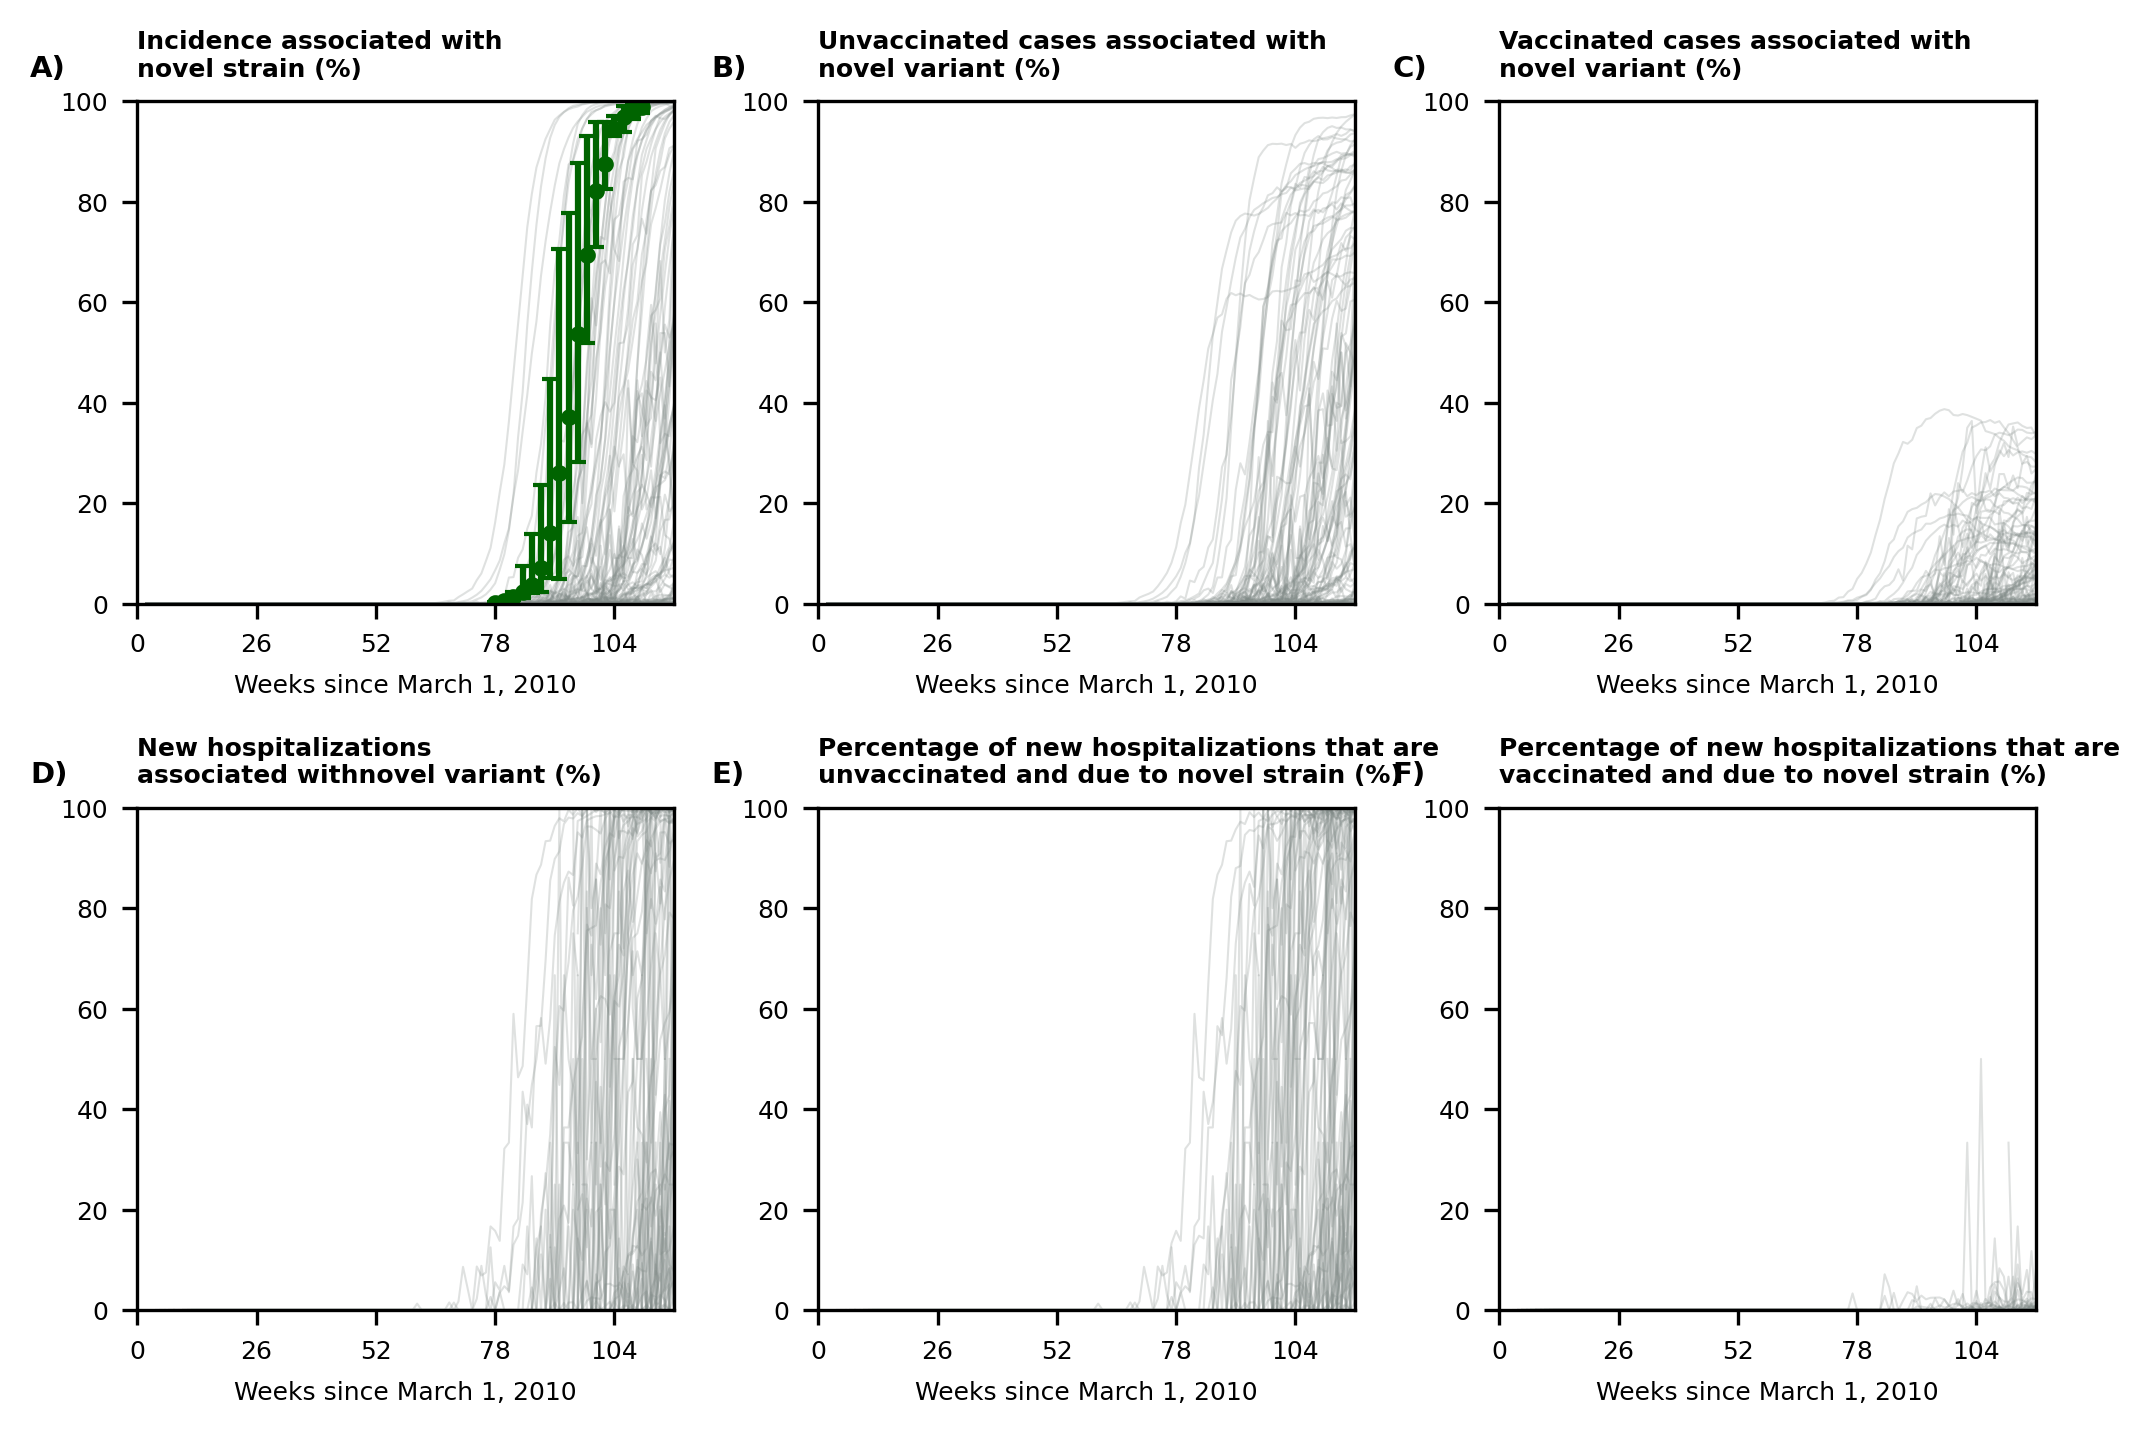 A)
Incidence associated with
novel strain (%)
100
80
60
40
20
0
0 26 52 78 104
Weeks since March 1, 2010
B)
Unvaccinated cases associated with
novel variant (%)
100
80
60
40
20
0
0 26 52 78 104
Weeks since March 1, 2010
C)
Vaccinated cases associated with
novel variant (%)
100
80
60
40
20
0
0 26 52 78 104
Weeks since March 1, 2010
D)
New hospitalizations
associated withnovel variant (%)
100
80
60
40
20
0
0 26 52 78 104
Weeks since March 1, 2010
E)
Percentage of new hospitalizations that are
unvaccinated and due to novel strain (%)
100
80
60
40
20
0
0 26 52 78 104
Weeks since March 1, 2010
F)
Percentage of new hospitalizations that are
vaccinated and due to novel strain (%)
100
80
60
40
20
0
0 26 52 78 104
Weeks since March 1, 2010